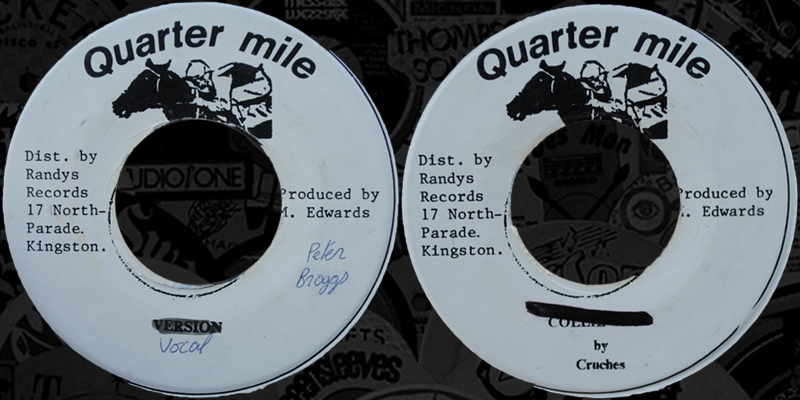 Quarter mile
Dist. by
Randys
Records
17 North-
Parade.
Kingston.
Produced by
M. Edwards
Peter
Broggs
VERSION
Vocal
Quarter mile
Dist. by
Randys
Records
17 North-
Parade.
Kingston.
Produced by
. Edwards
by
Cruches